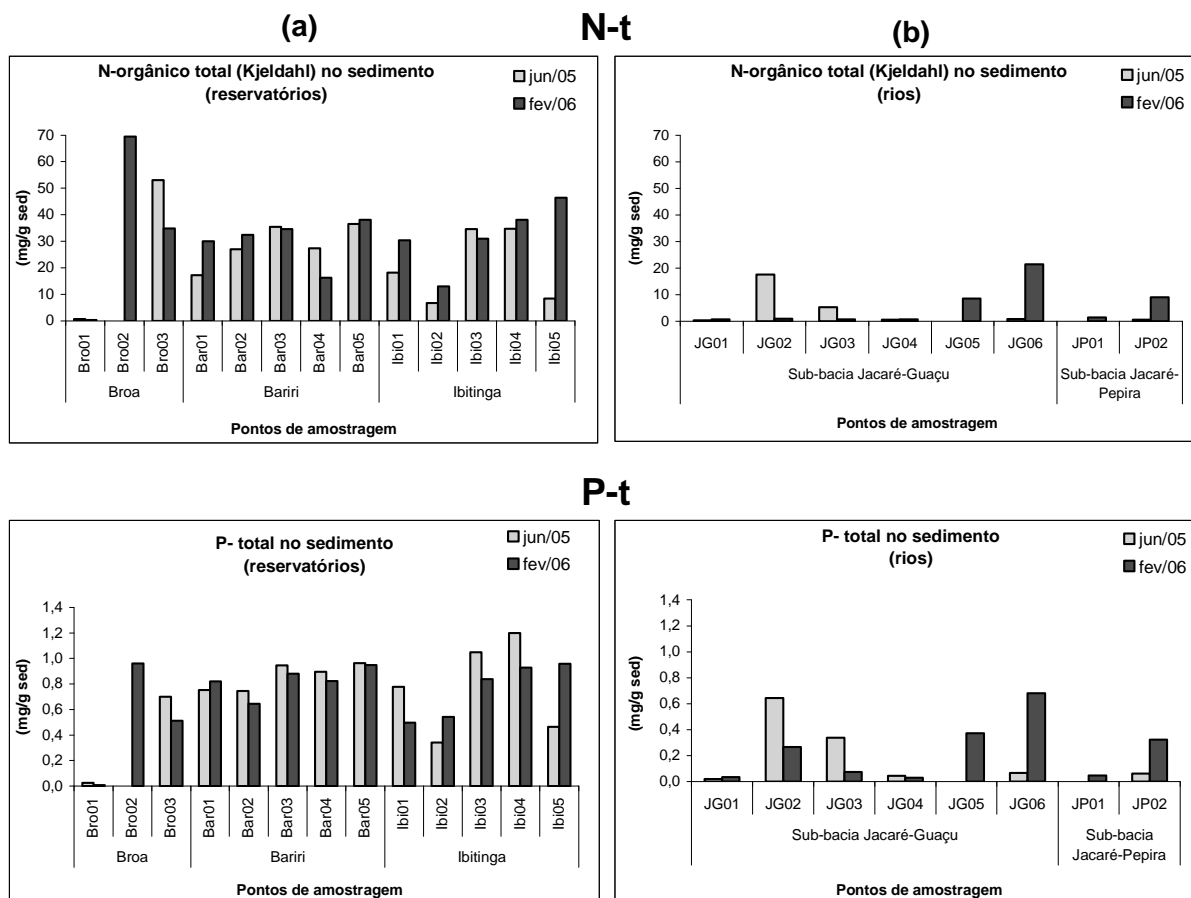 (a)
N-t
(b)
N-orgânico total (Kjeldahl) no sedimento
(reservatórios)
jun/05
fev/06
(mg/g sed)
70
60
50
40
30
20
10
0
Bro01
Bro02
Bro03
Bar01
Bar02
Bar03
Bar04
Bar05
Ibi01
Ibi02
Ibi03
Ibi04
Ibi05
Broa
Bariri
Ibitinga
Pontos de amostragem
N-orgânico total (Kjeldahl) no sedimento
(rios)
jun/05
fev/06
(mg/g sed)
70
60
50
40
30
20
10
0
JG01
JG02
JG03
JG04
JG05
JG06
JP01
JP02
Sub-bacia Jacaré-Guaçu
Sub-bacia Jacaré-
Pepira
Pontos de amostragem
P-t
P- total no sedimento
(reservatórios)
jun/05
fev/06
(mg/g sed)
1,4
1,2
1,0
0,8
0,6
0,4
0,2
0,0
Bro01
Bro02
Bro03
Bar01
Bar02
Bar03
Bar04
Bar05
Ibi01
Ibi02
Ibi03
Ibi04
Ibi05
Broa
Bariri
Ibitinga
Pontos de amostragem
P- total no sedimento
(rios)
jun/05
fev/06
(mg/g sed)
1,4
1,2
1,0
0,8
0,6
0,4
0,2
0,0
JG01
JG02
JG03
JG04
JG05
JG06
JP01
JP02
Sub-bacia Jacaré-Guaçu
Sub-bacia
Jacaré-Pepira
Pontos de amostragem